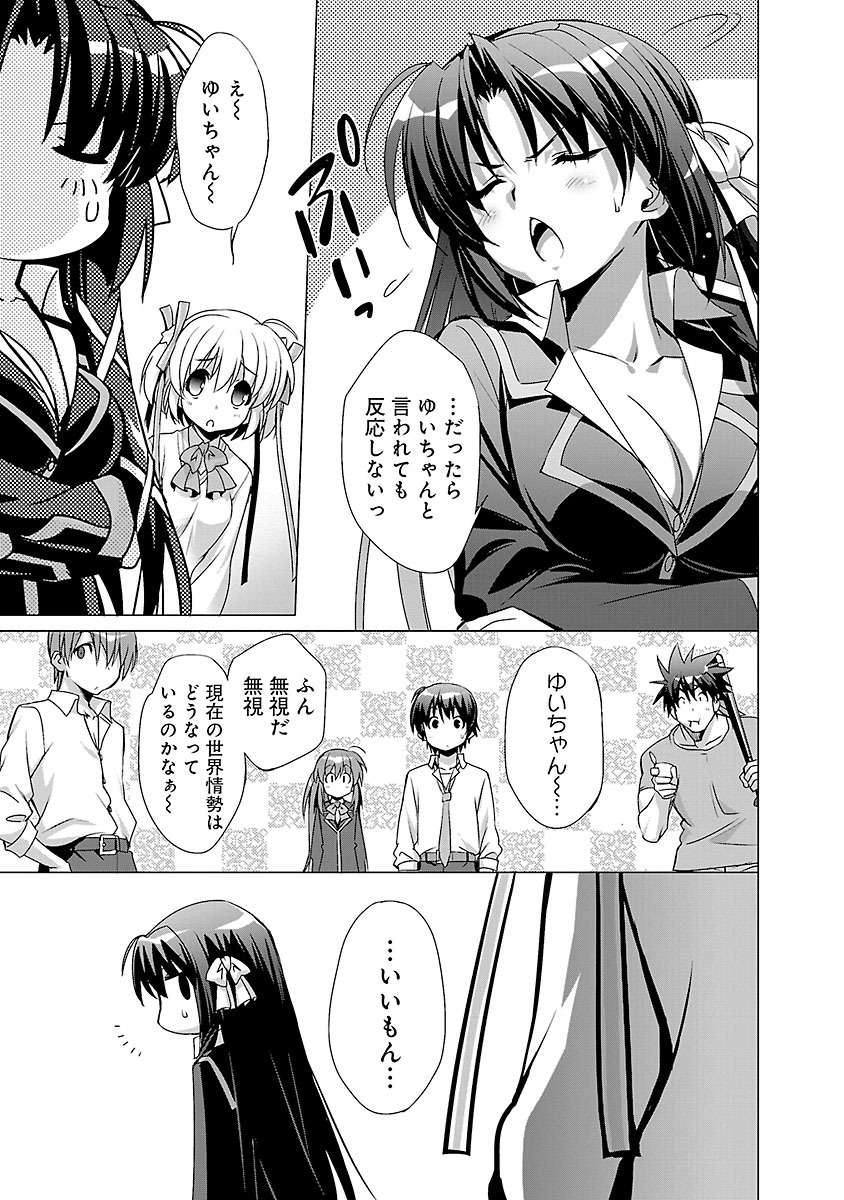 ぷいっ
…だったら
ゆいちゃんと
言われても
反応しないっ
え～
ゆいちゃん～
ゆいちゃん～…
ふん
無視だ
無視
現在の世界情勢は
どうなって
いるのかなぁ～
…いいもん…